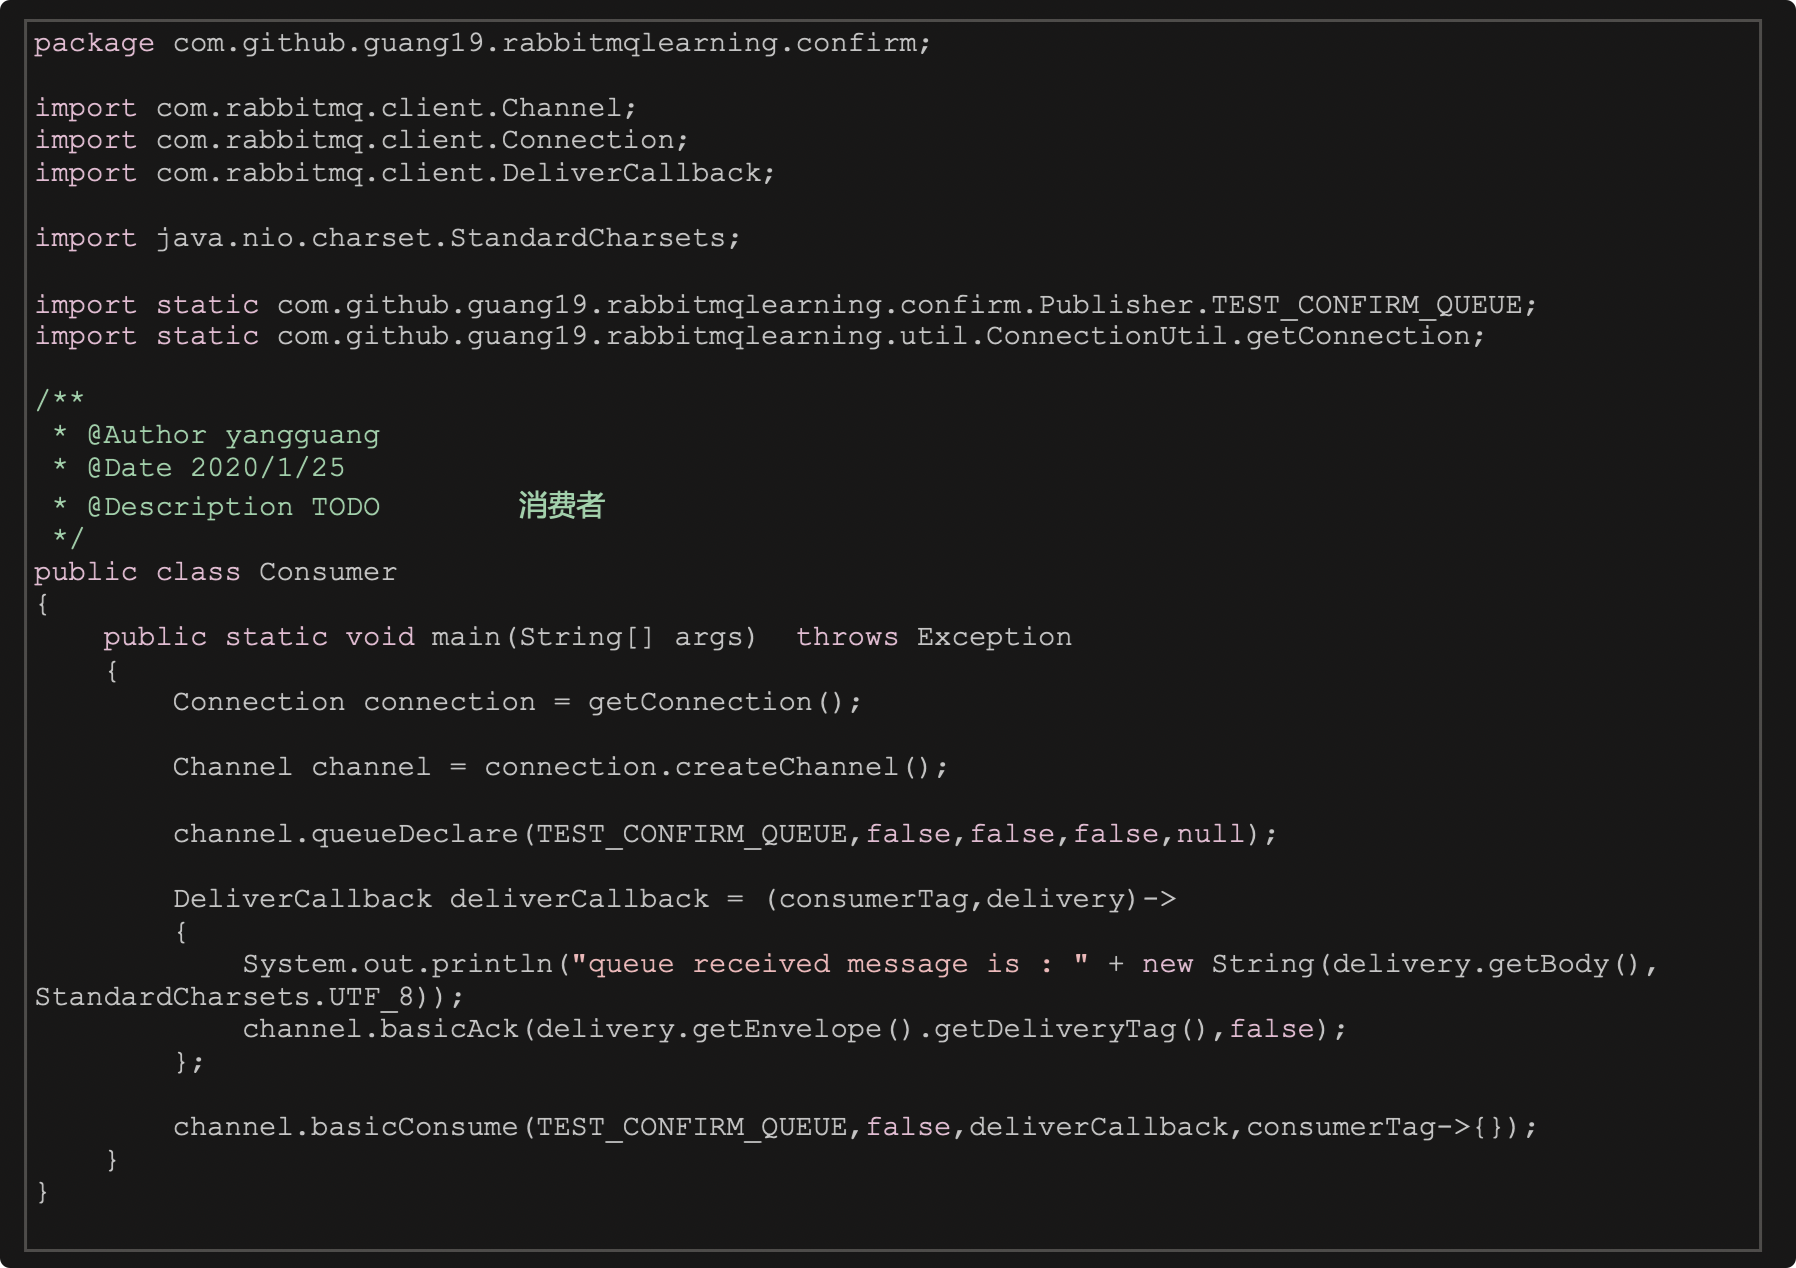 package com.github.guang19.rabbitmqlearning.confirm;

import com.rabbitmq.client.Channel;
import com.rabbitmq.client.Connection;
import com.rabbitmq.client.DeliverCallback;

import java.nio.charset.StandardCharsets;

import static com.github.guang19.rabbitmqlearning.confirm.Publisher.TEST_CONFIRM_QUEUE;
import static com.github.guang19.rabbitmqlearning.util.ConnectionUtil.getConnection;

/**
 * @Author yangguang
 * @Date 2020/1/25
 * @Description TODO        消费者
 */
public class Consumer
{
    public static void main(String[] args)  throws Exception
    {
        Connection connection = getConnection();

        Channel channel = connection.createChannel();

        channel.queueDeclare(TEST_CONFIRM_QUEUE,false,false,false,null);

        DeliverCallback deliverCallback = (consumerTag,delivery)->
        {
            System.out.println("queue received message is : " + new String(delivery.getBody(),
StandardCharsets.UTF_8));
            channel.basicAck(delivery.getEnvelope().getDeliveryTag(),false);
        };

        channel.basicConsume(TEST_CONFIRM_QUEUE,false,deliverCallback,consumerTag->{});
    }
}